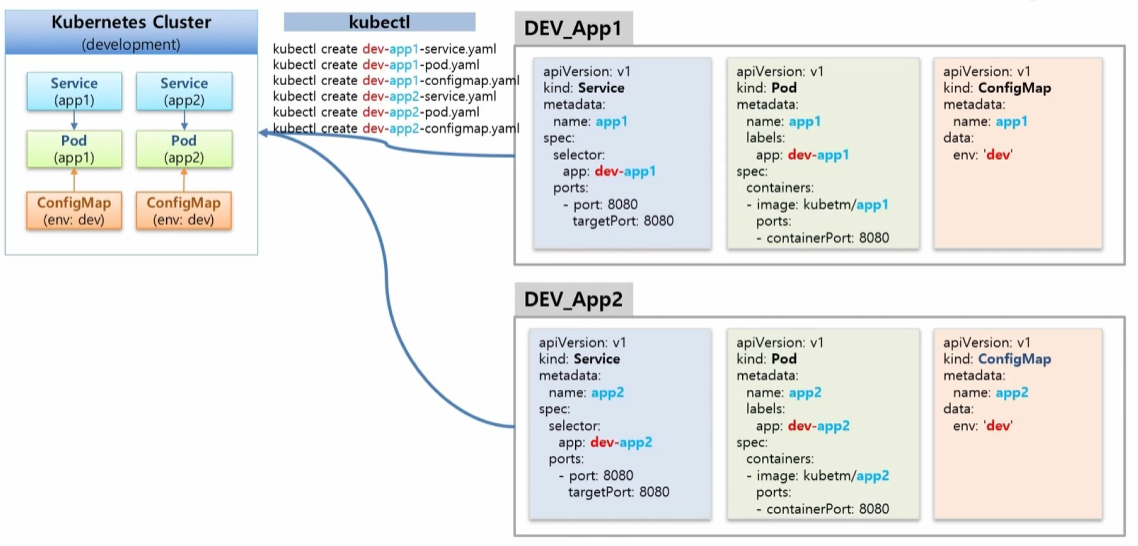 Kubernetes Cluster
(development)
Service
(app1)
Service
(app2)
Pod
(app1)
Pod
(app2)
ConfigMap
(env: dev)
ConfigMap
(env: dev)
kubectl
kubectl create dev-app1-service.yaml
kubectl create dev-app1-pod.yaml
kubectl create dev-app1-configmap.yaml
kubectl create dev-app2-service.yaml
kubectl create dev-app2-pod.yaml
kubectl create dev-app2-configmap.yaml
DEV_App1
apiVersion: v1
kind: Service
metadata:
  name: app1
spec:
  selector:
    app: dev-app1
  ports:
    - port: 8080
      targetPort: 8080
apiVersion: v1
kind: Pod
metadata:
  name: app1
  labels:
    app: dev-app1
spec:
  containers:
  - image: kubetm/app1
    ports:
    - containerPort: 8080
apiVersion: v1
kind: ConfigMap
metadata:
  name: app1
data:
  env: 'dev'
DEV_App2
apiVersion: v1
kind: Service
metadata:
  name: app2
spec:
  selector:
    app: dev-app2
  ports:
    - port: 8080
      targetPort: 8080
apiVersion: v1
kind: Pod
metadata:
  name: app2
  labels:
    app: dev-app2
spec:
  containers:
  - image: kubetm/app2
    ports:
    - containerPort: 8080
apiVersion: v1
kind: ConfigMap
metadata:
  name: app2
data:
  env: 'dev'